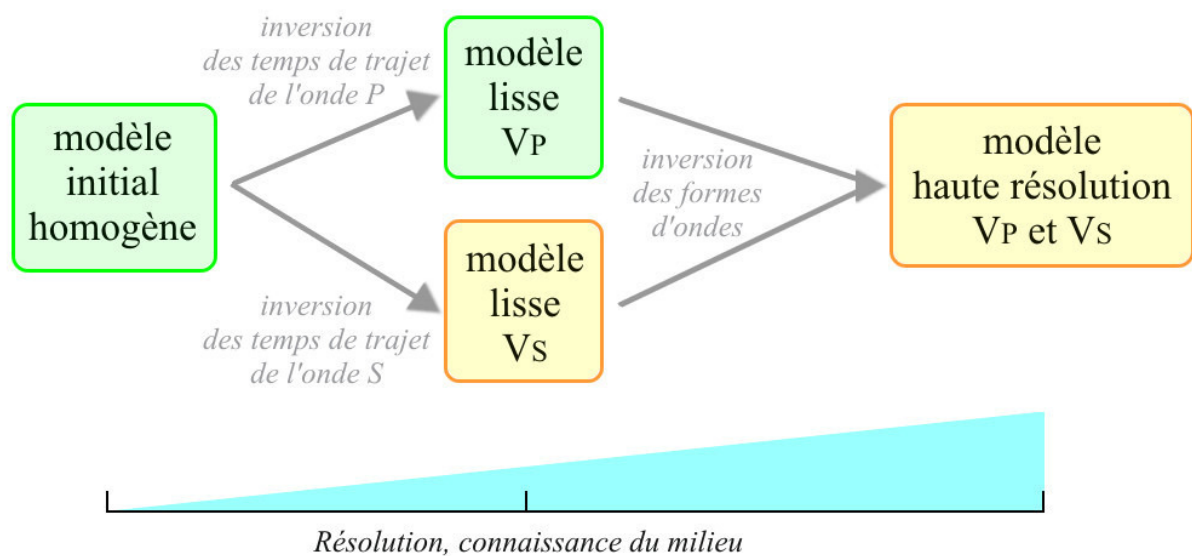 modèle
initial
homogène
inversion
des temps de trajet
de l'onde P
modèle
lisse
VP
inversion
des temps de trajet
de l'onde S
modèle
lisse
VS
inversion
des formes
d'ondes
modèle
haute résolution
VP et VS
Résolution, connaissance du milieu